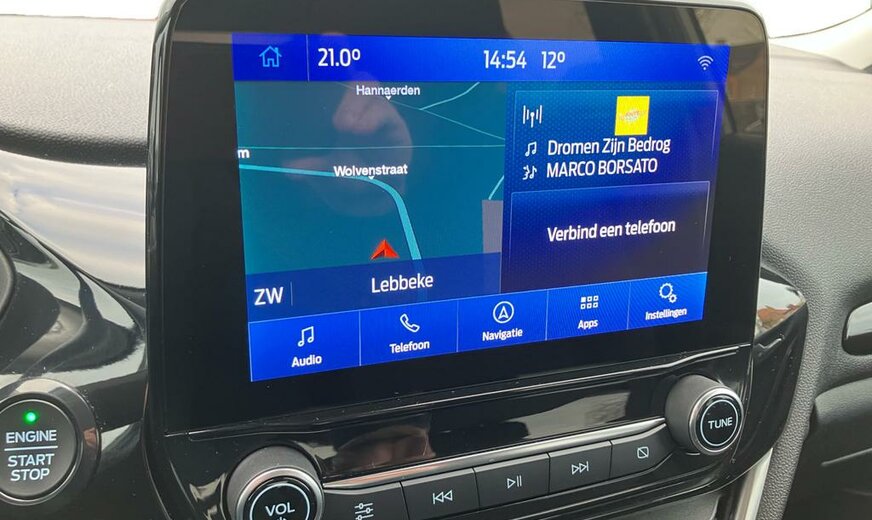 21.0°
14:54
12°
Hannaerden
m
Wolvenstraat
ZW
Lebbeke
Dromen Zijn Bedrog
MARCO BORSATO
Verbind een telefoon
Audio
Telefoon
Navigatie
Apps
Instellingen
ENGINE
START
STOP
VOL
TUNE